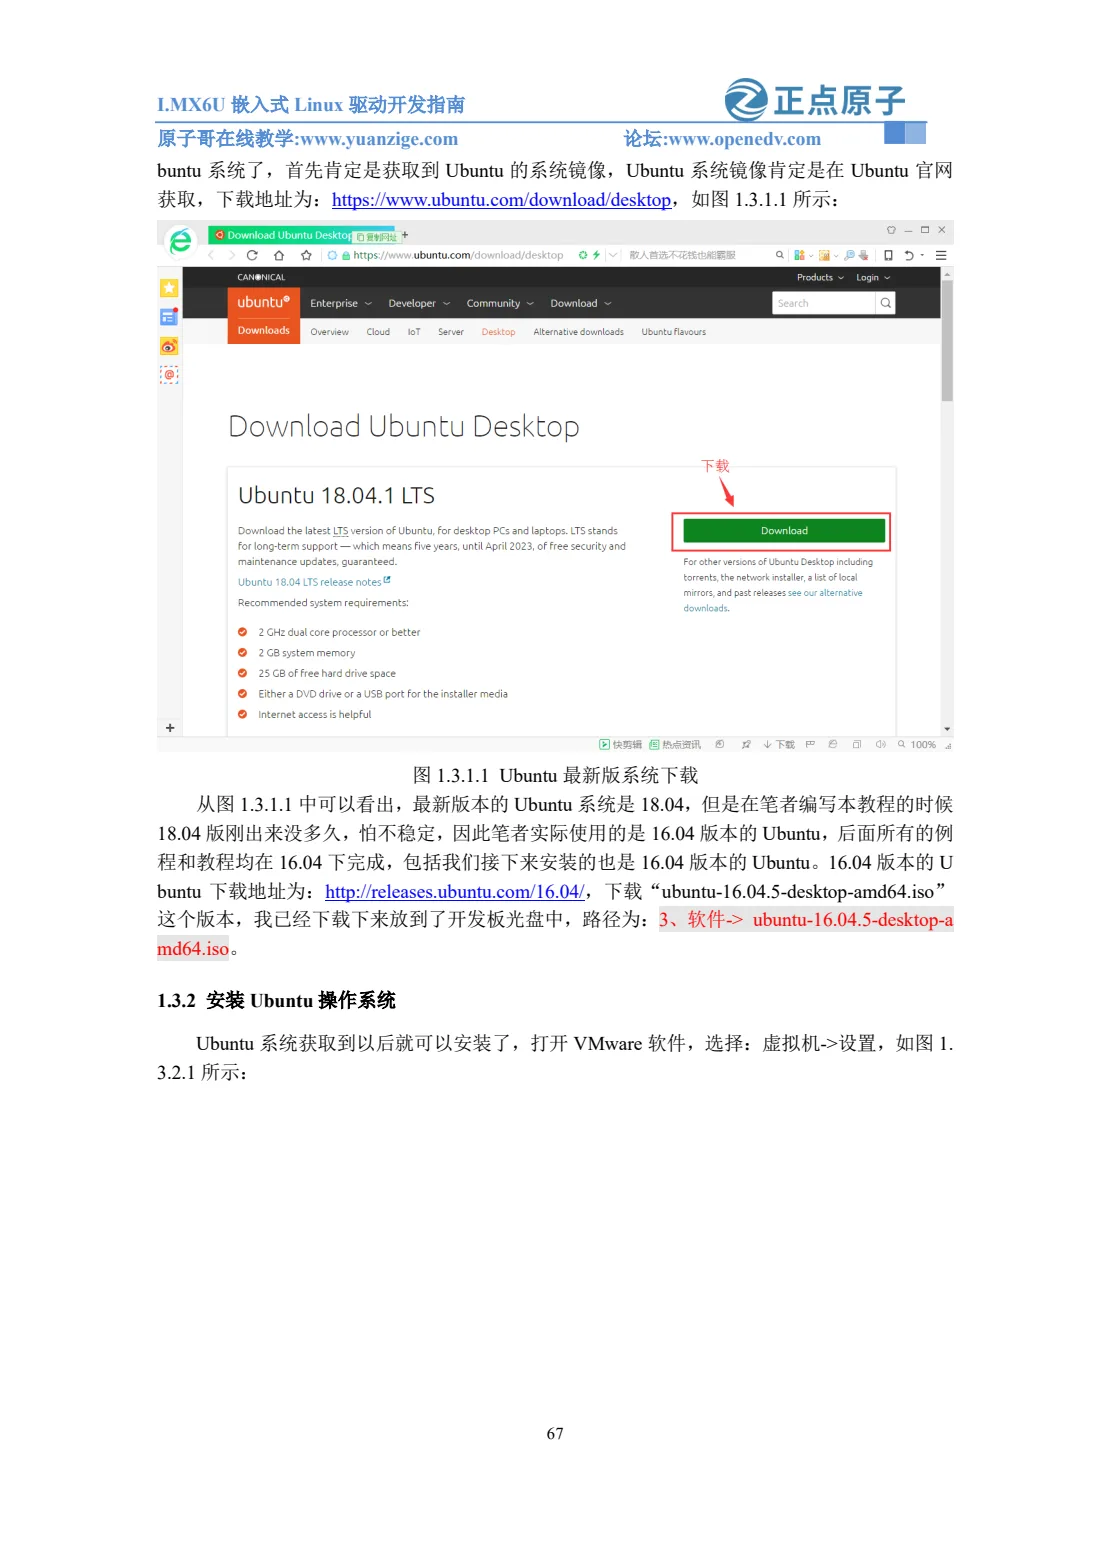 I.MX6U 嵌入式 Linux 驱动开发指南
正点原子
原子哥在线教学:www.yuanzige.com 论坛:www.openedv.com
buntu 系统了，首先肯定是获取到 Ubuntu 的系统镜像，Ubuntu 系统镜像肯定是在 Ubuntu 官网
获取，下载地址为：https://www.ubuntu.com/download/desktop，如图 1.3.1.1 所示：
Download Ubuntu Desktop 复制网址 +
https://www.ubuntu.com/download/desktop 散人首选不花钱也能霸服
CANONICAL Products Login
ubuntu Enterprise Developer Community Download Search
Downloads Overview Cloud IoT Server Desktop Alternative downloads Ubuntu flavours
Download Ubuntu Desktop
下载
Ubuntu 18.04.1 LTS
Download the latest LTS version of Ubuntu, for desktop PCs and laptops. LTS stands
for long-term support — which means five years, until April 2023, of free security and
maintenance updates, guaranteed.
Ubuntu 18.04 LTS release notes
Recommended system requirements:
2 GHz dual core processor or better
2 GB system memory
25 GB of free hard drive space
Either a DVD drive or a USB port for the installer media
Internet access is helpful
Download
For other versions of Ubuntu Desktop including
torrents, the network installer, a list of local
mirrors, and past releases see our alternative
downloads.
快剪辑 热点资讯 下载 100%
图 1.3.1.1 Ubuntu 最新版系统下载
从图 1.3.1.1 中可以看出，最新版本的 Ubuntu 系统是 18.04，但是在笔者编写本教程的时候
18.04 版刚出来没多久，怕不稳定，因此笔者实际使用的是 16.04 版本的 Ubuntu，后面所有的例
程和教程均在 16.04 下完成，包括我们接下来安装的也是 16.04 版本的 Ubuntu。16.04 版本的 U
buntu 下载地址为：http://releases.ubuntu.com/16.04/，下载“ubuntu-16.04.5-desktop-amd64.iso”
这个版本，我已经下载下来放到了开发板光盘中，路径为：3、软件-> ubuntu-16.04.5-desktop-a
md64.iso。
1.3.2 安装 Ubuntu 操作系统
Ubuntu 系统获取到以后就可以安装了，打开 VMware 软件，选择：虚拟机->设置，如图 1.
3.2.1 所示：
67